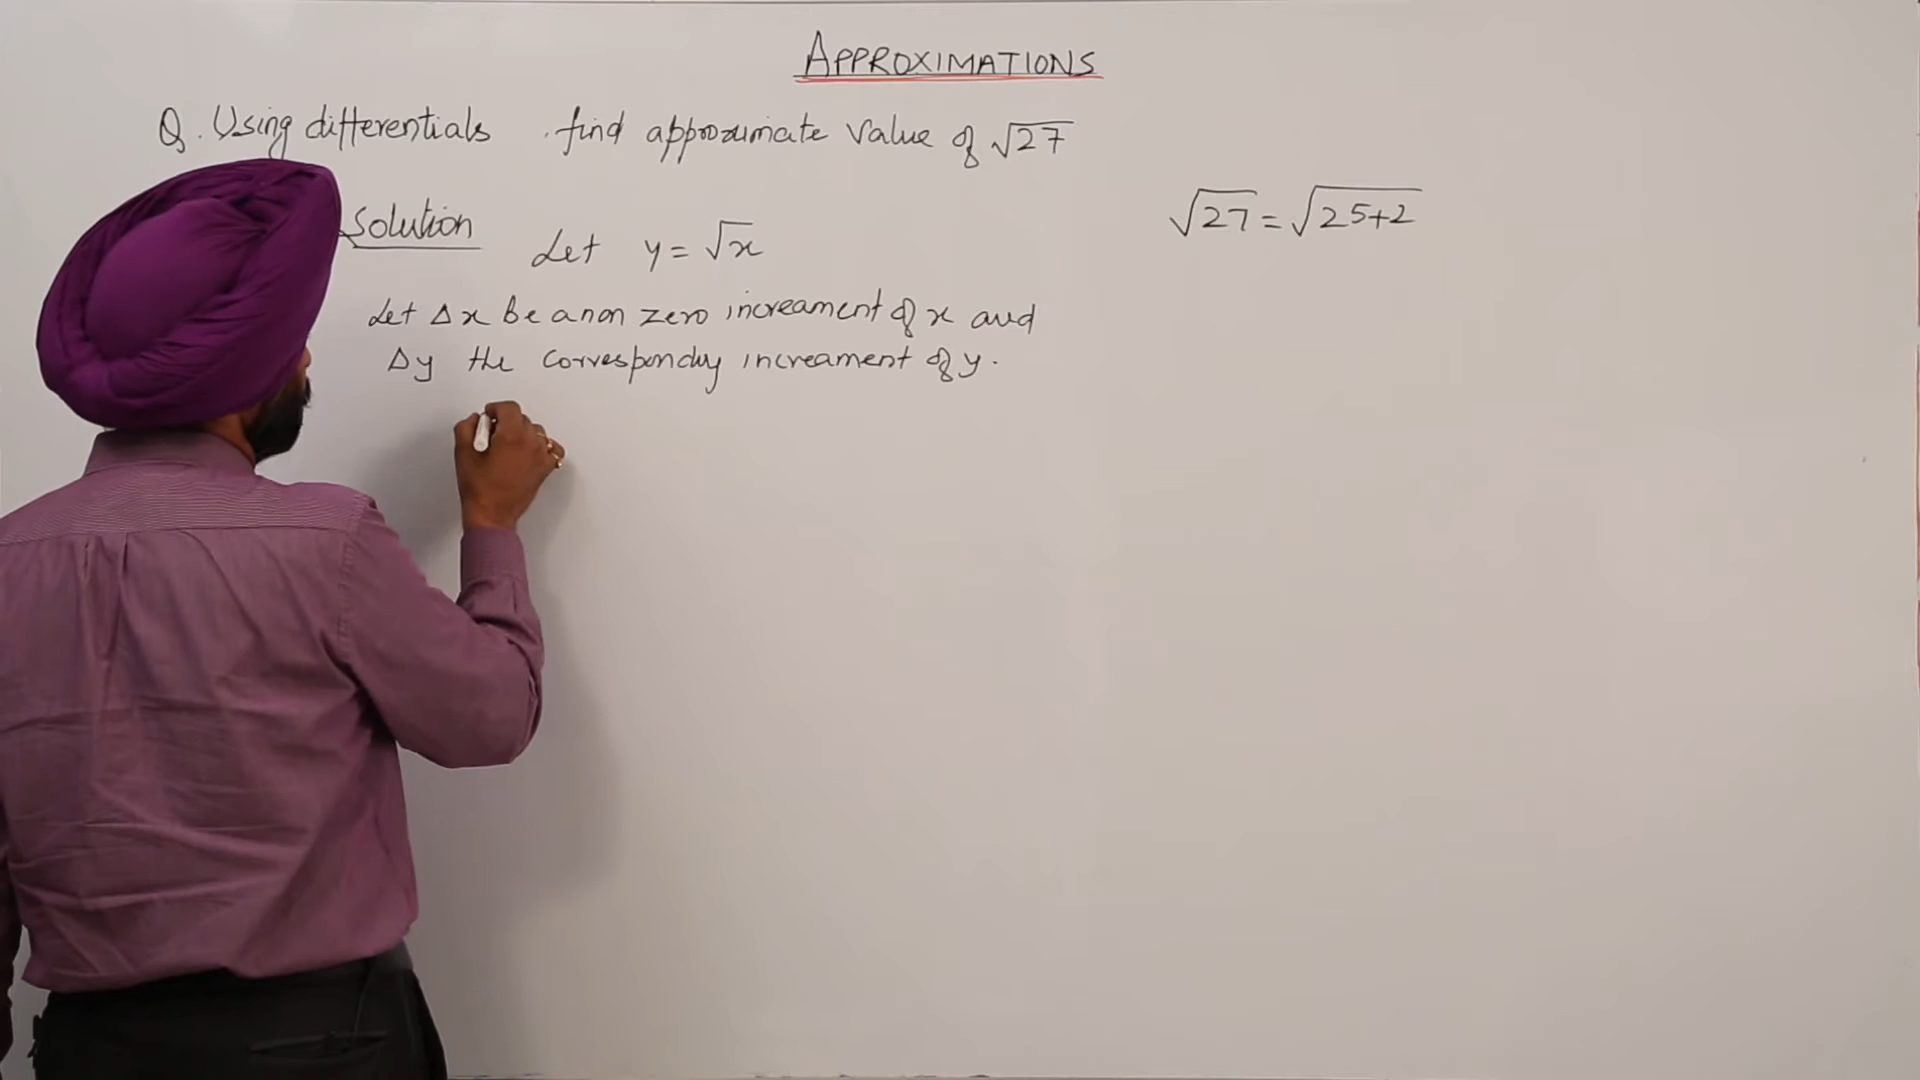 APPROXIMATIONS
Q. Using differentials find approximate value of √27
Solution Let y = √x
√27 = √25+2
Let Δx be a non zero increament of x and
Δy the correspondy increament of y.